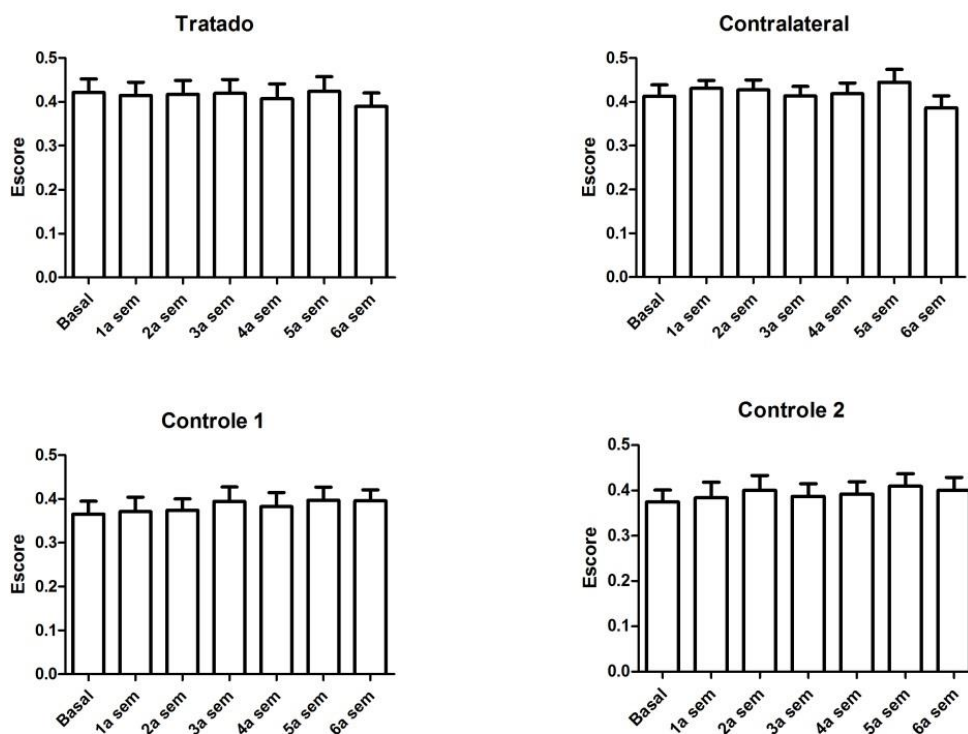 Tratado
Escore
0.5
0.4
0.3
0.2
0.1
0.0
Basal
1a sem
2a sem
3a sem
4a sem
5a sem
6a sem
Contralateral
Escore
0.5
0.4
0.3
0.2
0.1
0.0
Basal
1a sem
2a sem
3a sem
4a sem
5a sem
6a sem
Controle 1
Escore
0.5
0.4
0.3
0.2
0.1
0.0
Basal
1a sem
2a sem
3a sem
4a sem
5a sem
6a sem
Controle 2
Escore
0.5
0.4
0.3
0.2
0.1
0.0
Basal
1a sem
2a sem
3a sem
4a sem
5a sem
6a sem